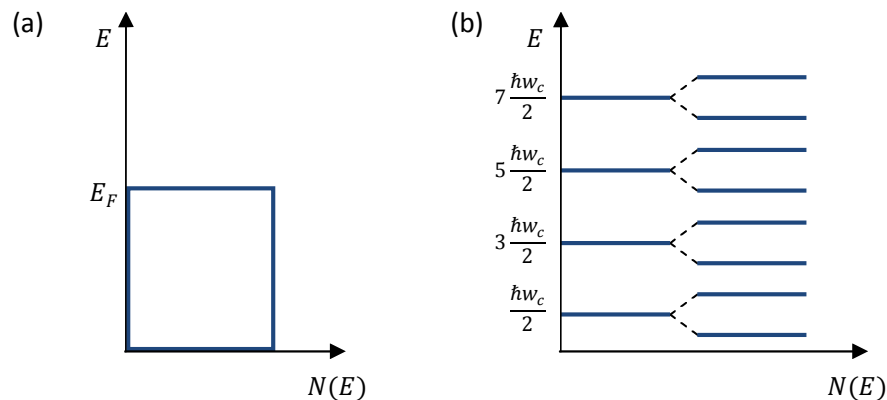 (a)
E
E_F
N(E)
(b)
E
7 ħw_c/2
5 ħw_c/2
3 ħw_c/2
ħw_c/2
N(E)